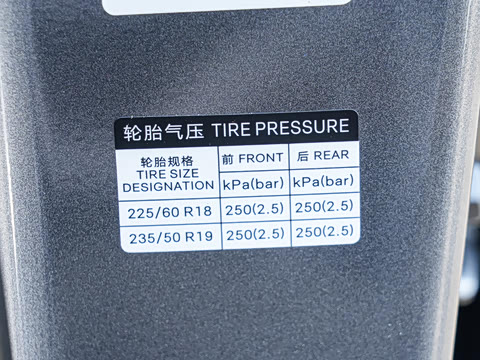 轮胎气压 TIRE PRESSURE
轮胎规格
TIRE SIZE
DESIGNATION
前 FRONT 后 REAR
kPa(bar) kPa(bar)
225/60 R18 250(2.5) 250(2.5)
235/50 R19 250(2.5) 250(2.5)